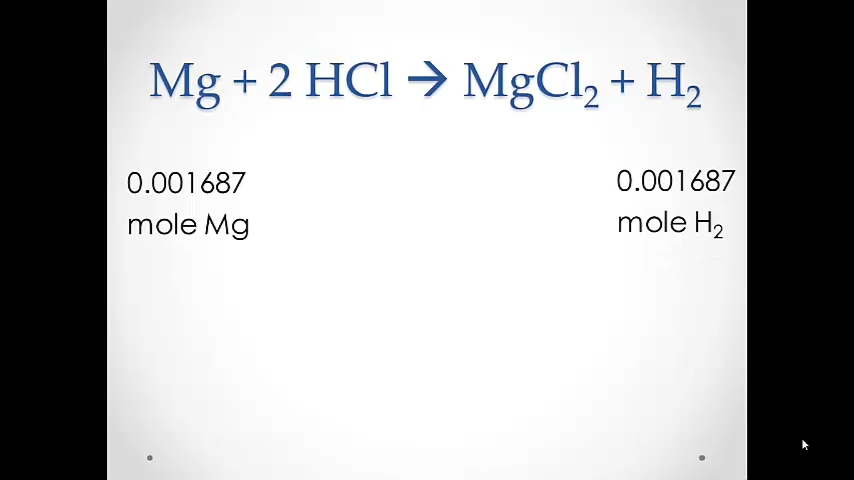 Mg + 2 HCl → MgCl₂ + H₂
0.001687
mole Mg
0.001687
mole H₂